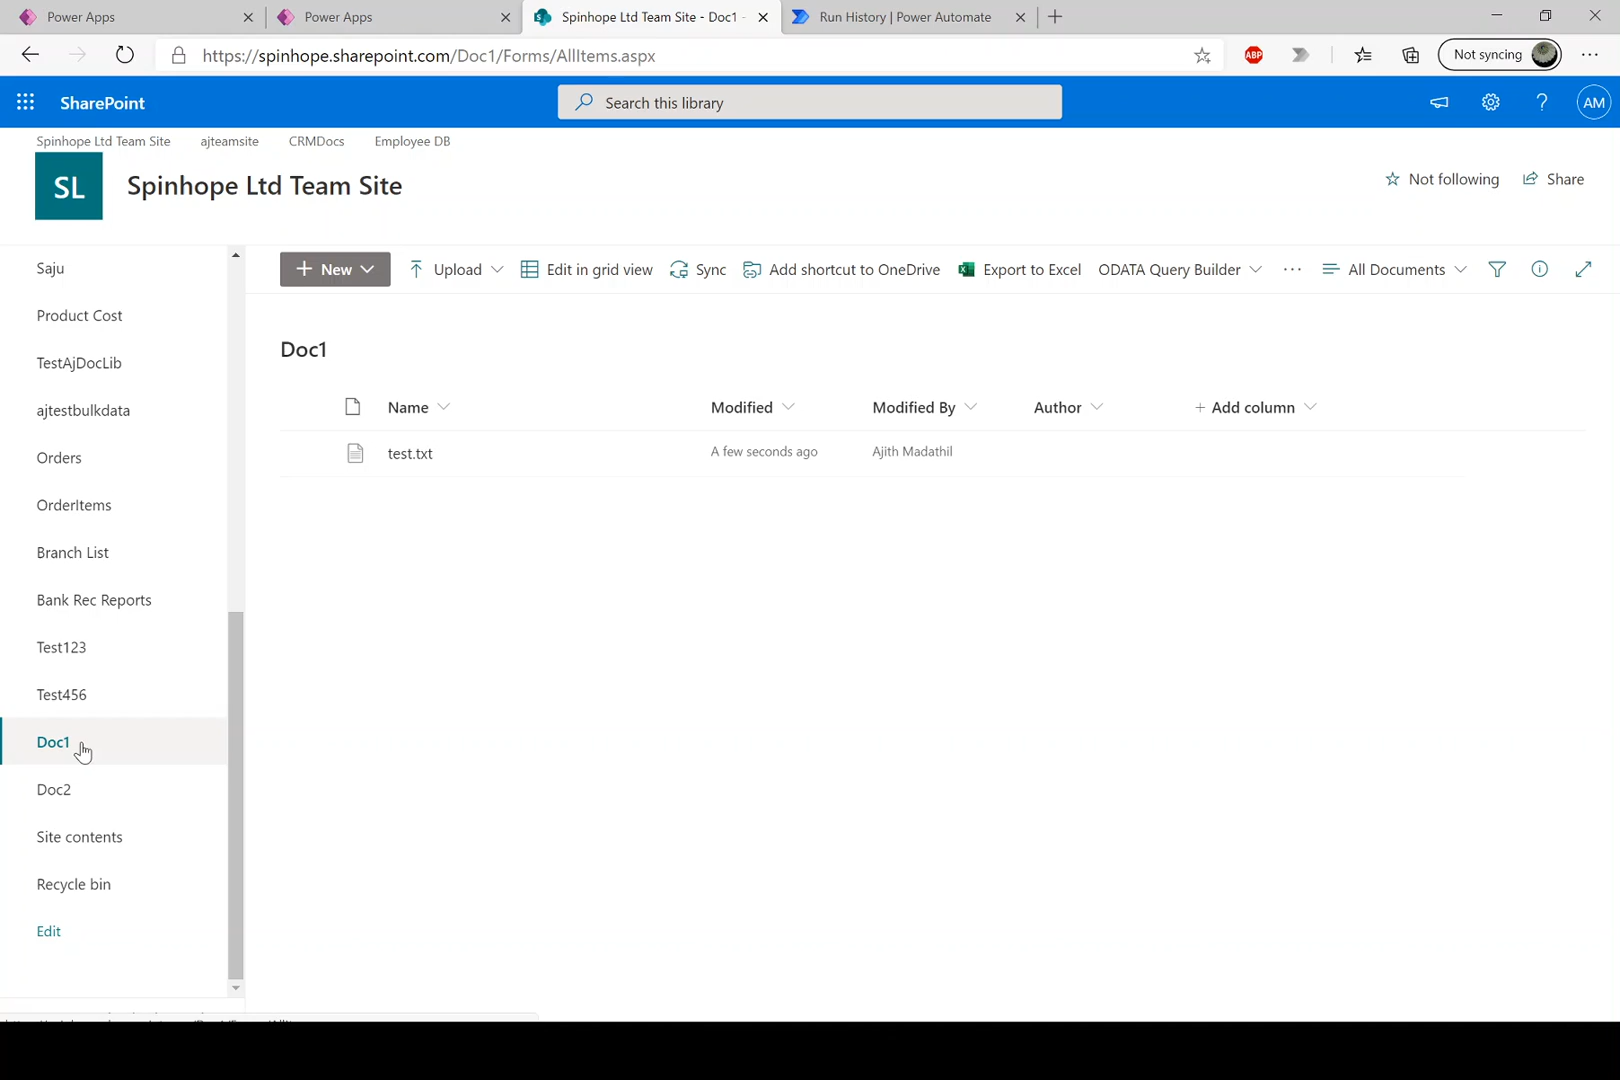 Power Apps
Power Apps
Spinhope Ltd Team Site - Doc1 -
Run History | Power Automate
https://spinhope.sharepoint.com/Doc1/Forms/AllItems.aspx
ABP
Not syncing
SharePoint
Search this library
AM
Spinhope Ltd Team Site
ajteamsite
CRMDocs
Employee DB
SL
Spinhope Ltd Team Site
Not following
Share
Saju
Product Cost
TestAjDocLib
ajtestbulkdata
Orders
OrderItems
Branch List
Bank Rec Reports
Test123
Test456
Doc1
Doc2
Site contents
Recycle bin
Edit
New
Upload
Edit in grid view
Sync
Add shortcut to OneDrive
Export to Excel
ODATA Query Builder
All Documents
Doc1
Name
Modified
Modified By
Author
Add column
test.txt
A few seconds ago
Ajith Madathil